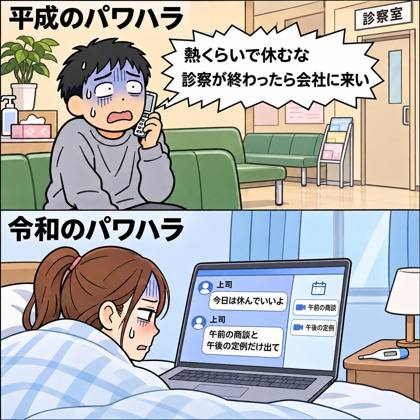 平成のパワハラ
診察室
熱くらいで休むな
診察が終わったら会社に来い
令和のパワハラ
上司
今日は休んでいいよ
上司
午前の商談と
午後の定例だけ出て
午前の商談
午後の定例